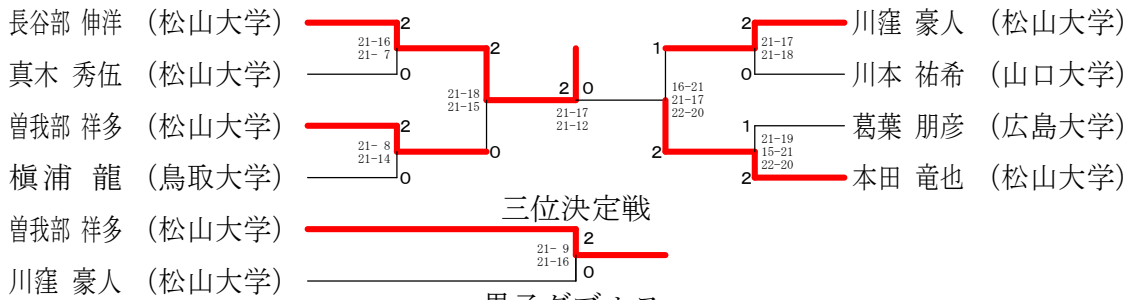 長谷部 伸洋 (松山大学)
2
21-16
21- 7
真木 秀伍 (松山大学)
0
2
21-18
21-15
曽我部 祥多 (松山大学)
2
21- 8
21-14
槇浦 龍 (鳥取大学)
0
0
2 0
21-17
21-12
1
16-21
21-17
22-20
2
2 川窪 豪人 (松山大学)
21-17
21-18
0 川本 祐希 (山口大学)
1 葛葉 朋彦 (広島大学)
21-19
15-21
22-20
2 本田 竜也 (松山大学)
三位決定戦
曽我部 祥多 (松山大学)
2
21- 9
21-16
0
川窪 豪人 (松山大学)